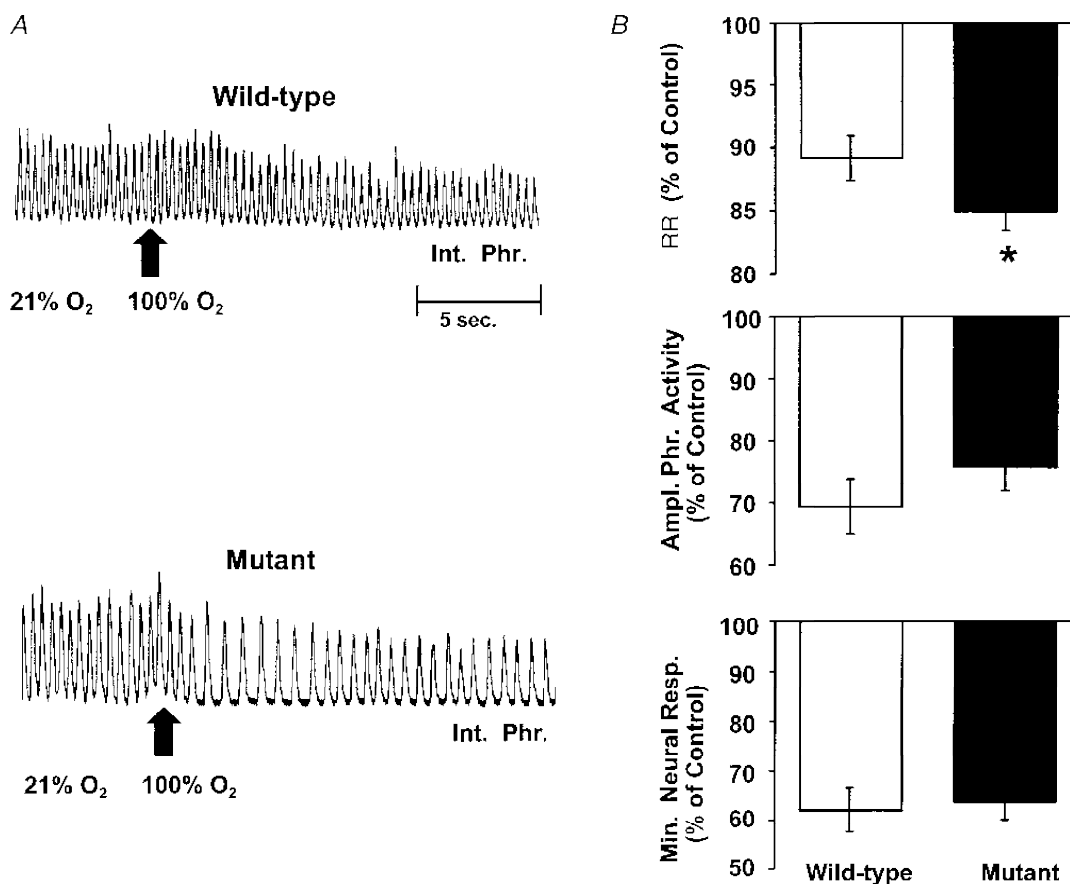 A
Wild-type
Int. Phr.
21% O₂
100% O₂
5 sec.
Mutant
Int. Phr.
21% O₂
100% O₂
B
RR (% of Control)
100
95
90
85
80
*
Ampl. Phr. Activity
(% of Control)
100
90
80
70
60
Min. Neural Resp.
(% of Control)
100
90
80
70
60
50
Wild-type
Mutant